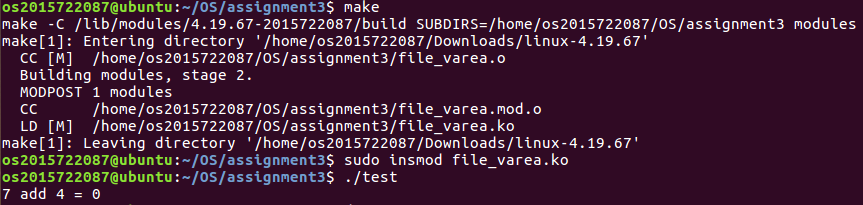 os2015722087@ubuntu:~/OS/assignment3$ make
make -C /lib/modules/4.19.67-2015722087/build SUBDIRS=/home/os2015722087/OS/assignment3 modules
make[1]: Entering directory '/home/os2015722087/Downloads/linux-4.19.67'
  CC [M]  /home/os2015722087/OS/assignment3/file_varea.o
  Building modules, stage 2.
  MODPOST 1 modules
  CC      /home/os2015722087/OS/assignment3/file_varea.mod.o
  LD [M]  /home/os2015722087/OS/assignment3/file_varea.ko
make[1]: Leaving directory '/home/os2015722087/Downloads/linux-4.19.67'
os2015722087@ubuntu:~/OS/assignment3$ sudo insmod file_varea.ko
os2015722087@ubuntu:~/OS/assignment3$ ./test
7 add 4 = 0